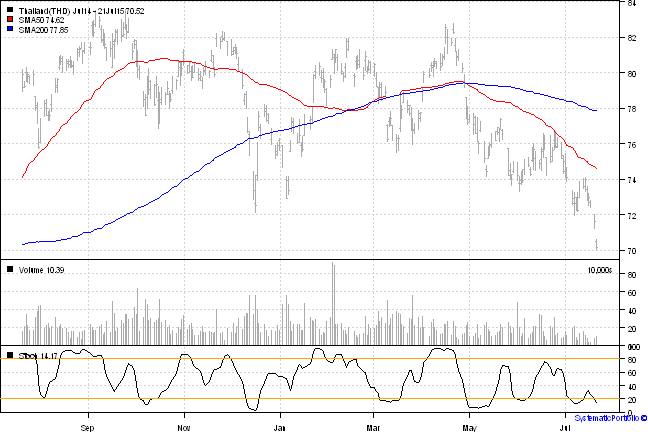 Thailand(THD) Jul14 - 21Jul15 70.52
SMA50 74.62
SMA200 77.85
84
82
80
78
76
74
72
70
Volume 10.39
10,000s
80
60
40
20
Stoch 14.17
100
80
60
40
20
0
Sep
Nov
Jan
Mar
May
Jul
SystematicPortfolio ©